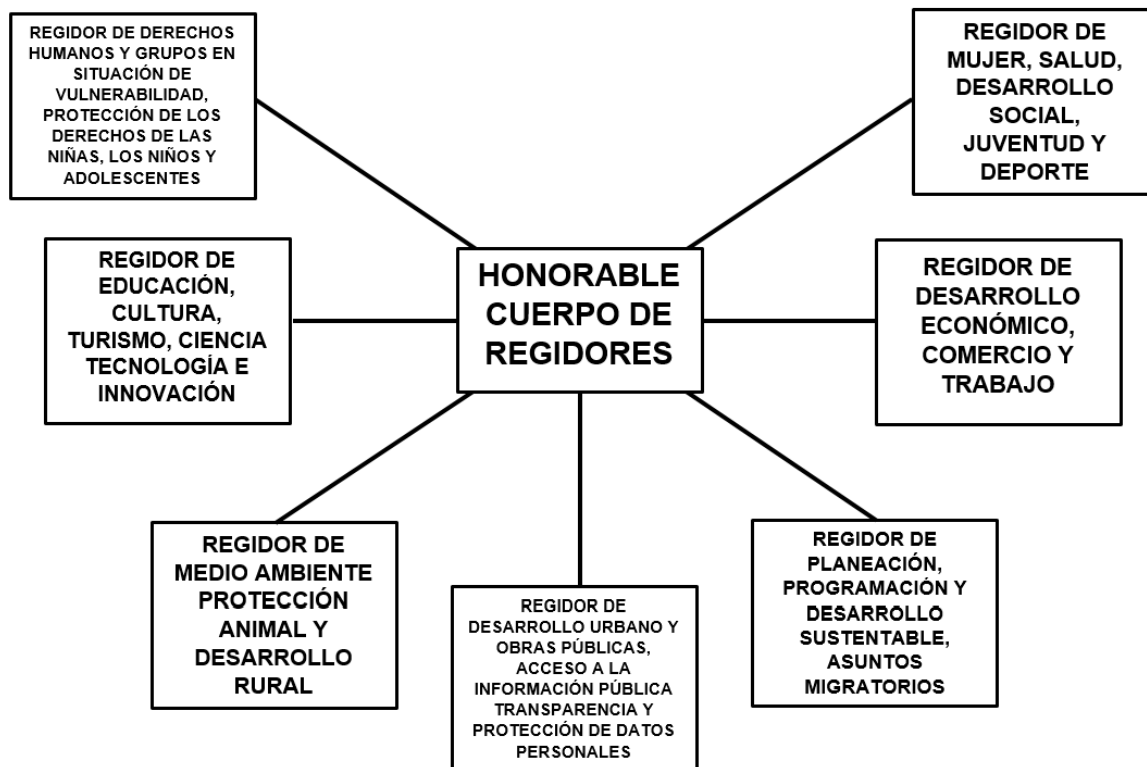 REGIDOR DE DERECHOS
HUMANOS Y GRUPOS EN
SITUACIÓN DE
VULNERABILIDAD,
PROTECCIÓN DE LOS
DERECHOS DE LAS
NIÑAS, LOS NIÑOS Y
ADOLESCENTES
REGIDOR DE
MUJER, SALUD,
DESARROLLO
SOCIAL,
JUVENTUD Y
DEPORTE
REGIDOR DE
EDUCACIÓN,
CULTURA,
TURISMO, CIENCIA
TECNOLOGÍA E
INNOVACIÓN
HONORABLE
CUERPO DE
REGIDORES
REGIDOR DE
DESARROLLO
ECONÓMICO,
COMERCIO Y
TRABAJO
REGIDOR DE
MEDIO AMBIENTE
PROTECCIÓN
ANIMAL Y
DESARROLLO
RURAL
REGIDOR DE
DESARROLLO URBANO Y
OBRAS PÚBLICAS,
ACCESO A LA
INFORMACIÓN PÚBLICA
TRANSPARENCIA Y
PROTECCIÓN DE DATOS
PERSONALES
REGIDOR DE
PLANEACIÓN,
PROGRAMACIÓN Y
DESARROLLO
SUSTENTABLE,
ASUNTOS
MIGRATORIOS